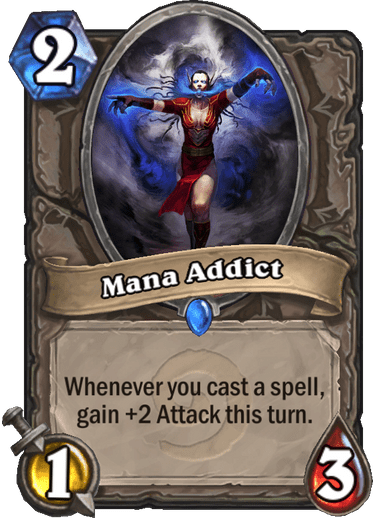 2
Mana Addict
Whenever you cast a spell,
gain +2 Attack this turn.
1
3